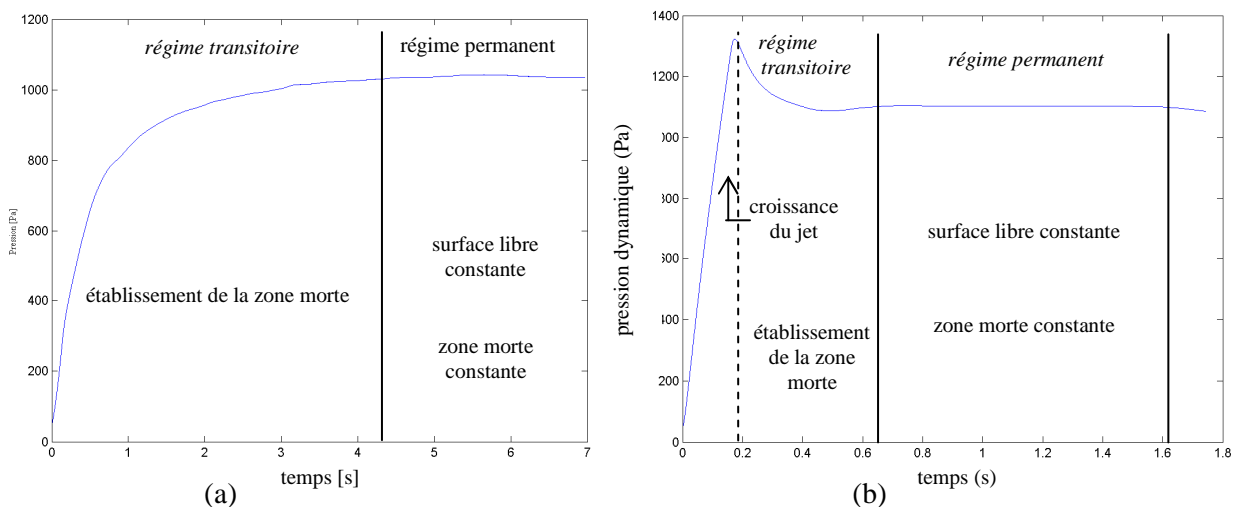 1200
1000
800
600
400
200
0
Pression [Pa]
régime transitoire
régime permanent
établissement de la zone morte
surface libre
constante
zone morte
constante
0 1 2 3 4 5 6 7
temps [s]
(a)
1400
1200
000
800
600
400
200
0
pression dynamique (Pa)
régime
transitoire
régime permanent
croissance
du jet
surface libre constante
établissement
de la zone
morte
zone morte constante
0 0.2 0.4 0.6 0.8 1 1.2 1.4 1.6 1.8
temps (s)
(b)